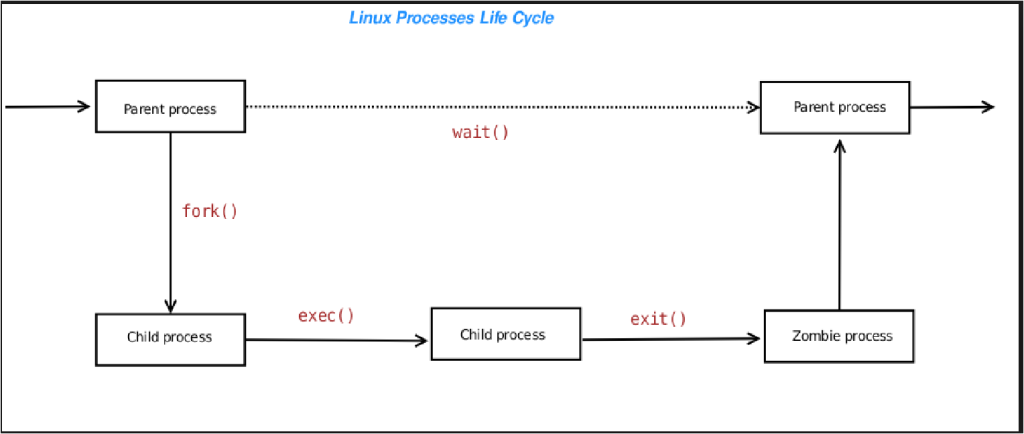 Linux Processes Life Cycle
Parent process
Parent process
wait()
fork()
exec()
exit()
Child process
Child process
Zombie process